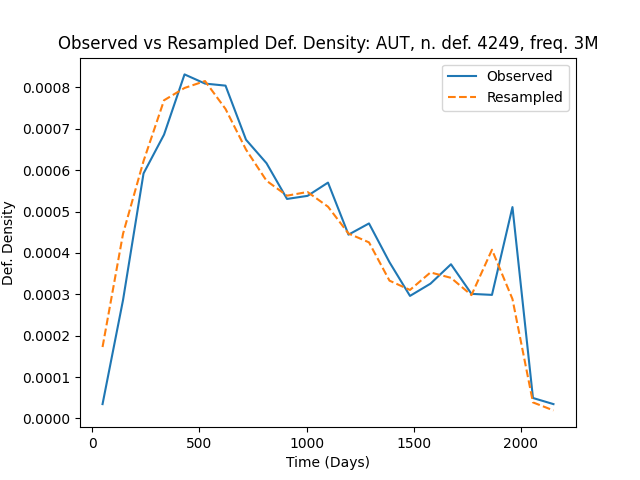 Observed vs Resampled Def. Density: AUT, n. def. 4249, freq. 3M
Observed
Resampled
Def. Density
0.0008
0.0007
0.0006
0.0005
0.0004
0.0003
0.0002
0.0001
0.0000
0
500
1000
1500
2000
Time (Days)